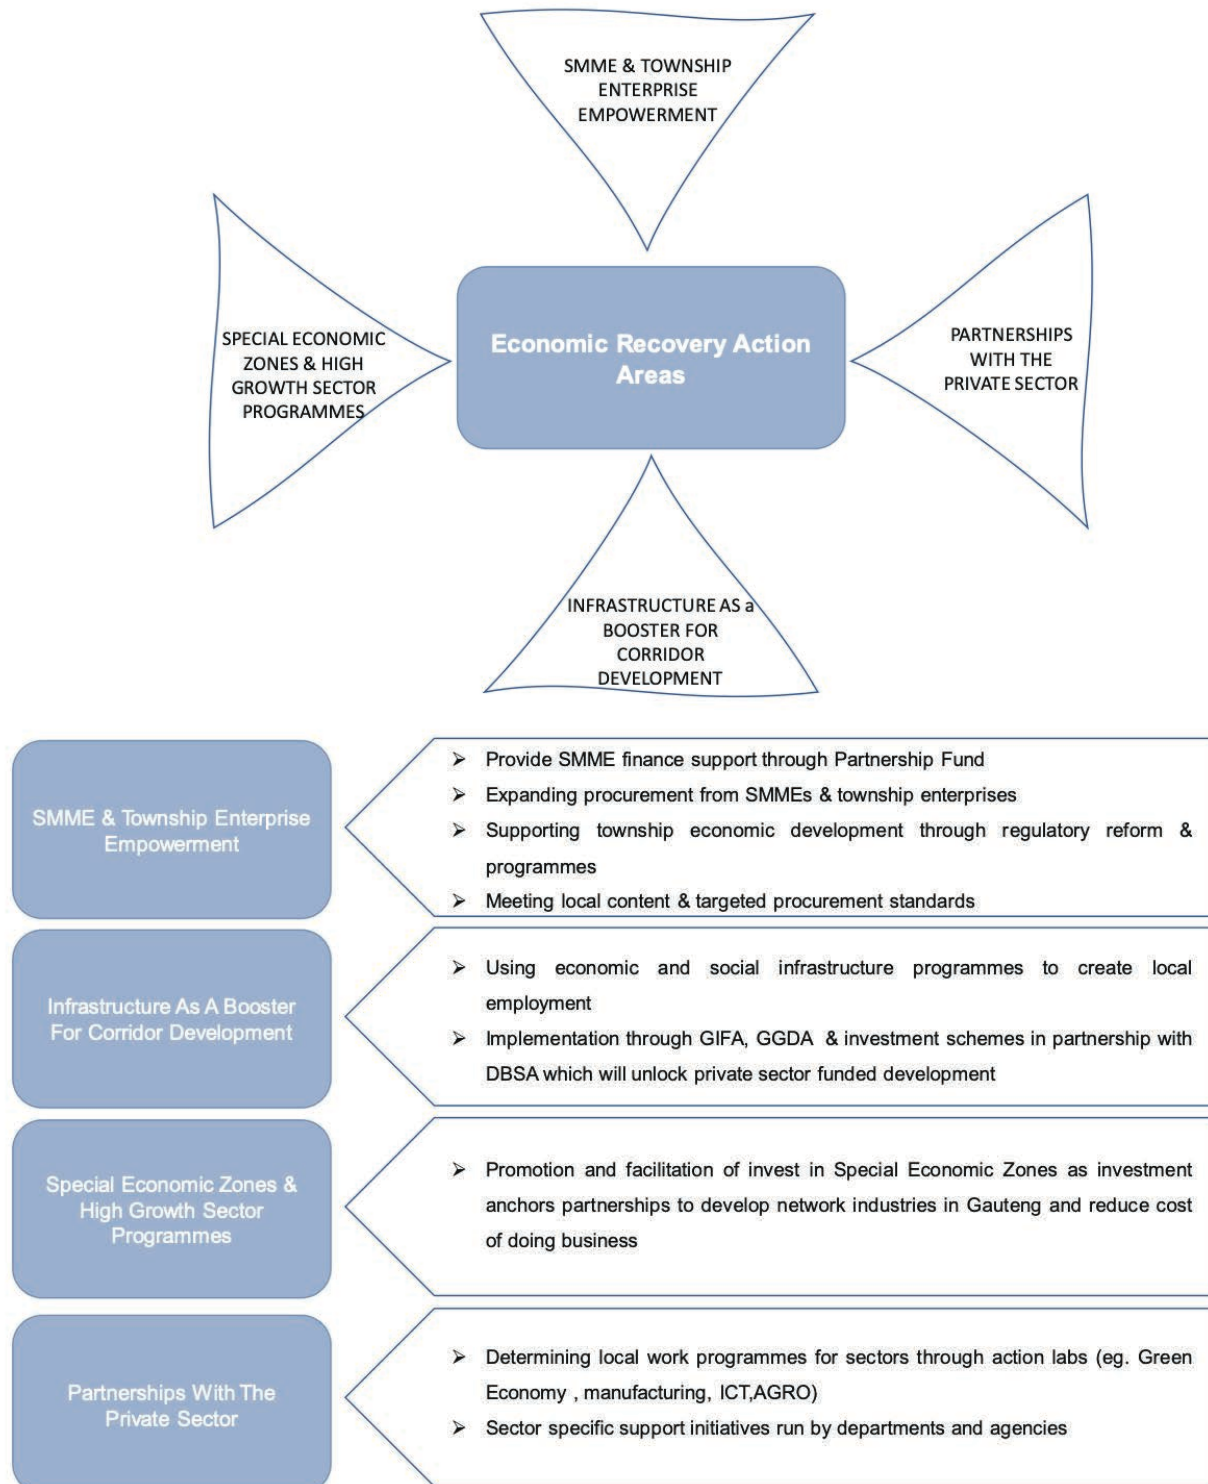 SMME & TOWNSHIP
ENTERPRISE
EMPOWERMENT
SPECIAL ECONOMIC
ZONES & HIGH
GROWTH SECTOR
PROGRAMMES
Economic Recovery Action
Areas
PARTNERSHIPS
WITH THE
PRIVATE SECTOR
INFRASTRUCTURE AS a
BOOSTER FOR
CORRIDOR
DEVELOPMENT
SMME & Township Enterprise
Empowerment
➢ Provide SMME finance support through Partnership Fund
➢ Expanding procurement from SMMEs & township enterprises
➢ Supporting township economic development through regulatory reform &
programmes
➢ Meeting local content & targeted procurement standards
Infrastructure As A Booster
For Corridor Development
➢ Using economic and social infrastructure programmes to create local
employment
➢ Implementation through GIFA, GGDA & investment schemes in partnership with
DBSA which will unlock private sector funded development
Special Economic Zones &
High Growth Sector
Programmes
➢ Promotion and facilitation of invest in Special Economic Zones as investment
anchors partnerships to develop network industries in Gauteng and reduce cost
of doing business
Partnerships With The
Private Sector
➢ Determining local work programmes for sectors through action labs (eg. Green
Economy , manufacturing, ICT,AGRO)
➢ Sector specific support initiatives run by departments and agencies